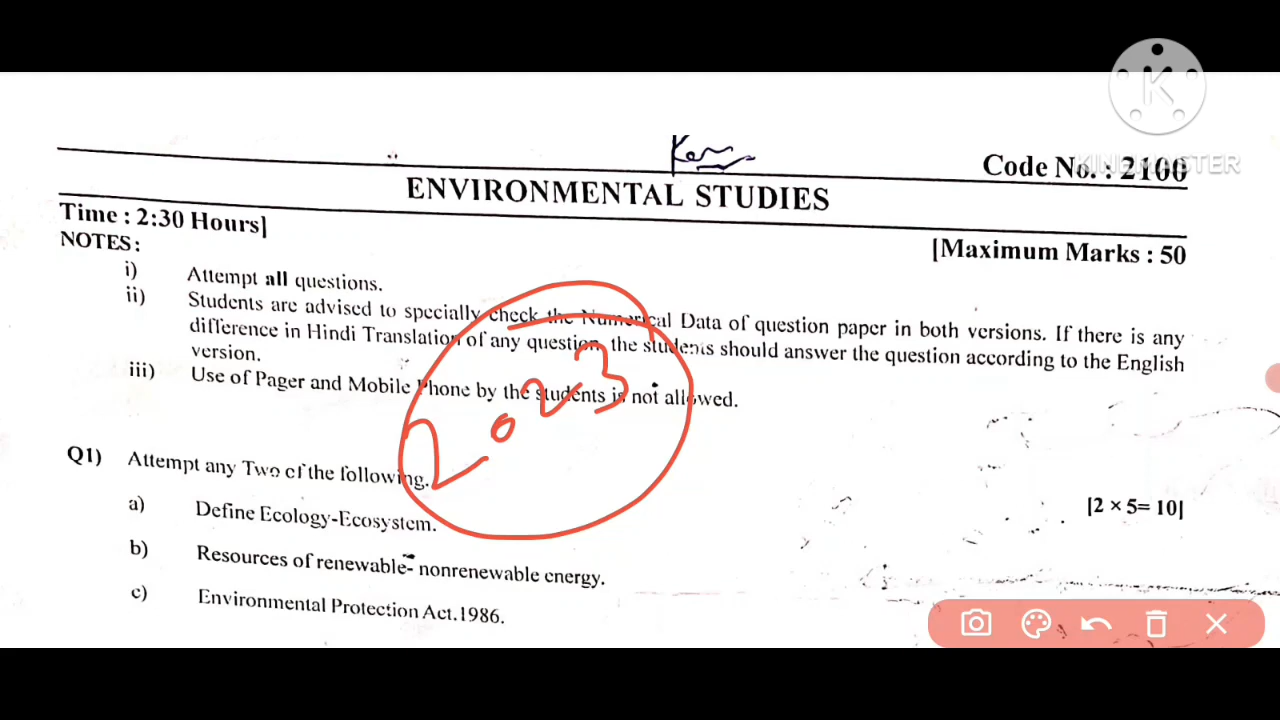 Code No. : 2100
KINEMASTER
ENVIRONMENTAL STUDIES
Time : 2:30 Hours]
[Maximum Marks : 50
NOTES :
i) Attempt all questions.
ii) Students are advised to specially check the Numerical Data of question paper in both versions. If there is any
difference in Hindi Translation of any question, the students should answer the question according to the English
version.
iii) Use of Pager and Mobile Phone by the students is not allowed.
2023
Q1) Attempt any Two of the following.
[2 × 5= 10]
a) Define Ecology-Ecosystem.
b) Resources of renewable- nonrenewable energy.
c) Environmental Protection Act.1986.